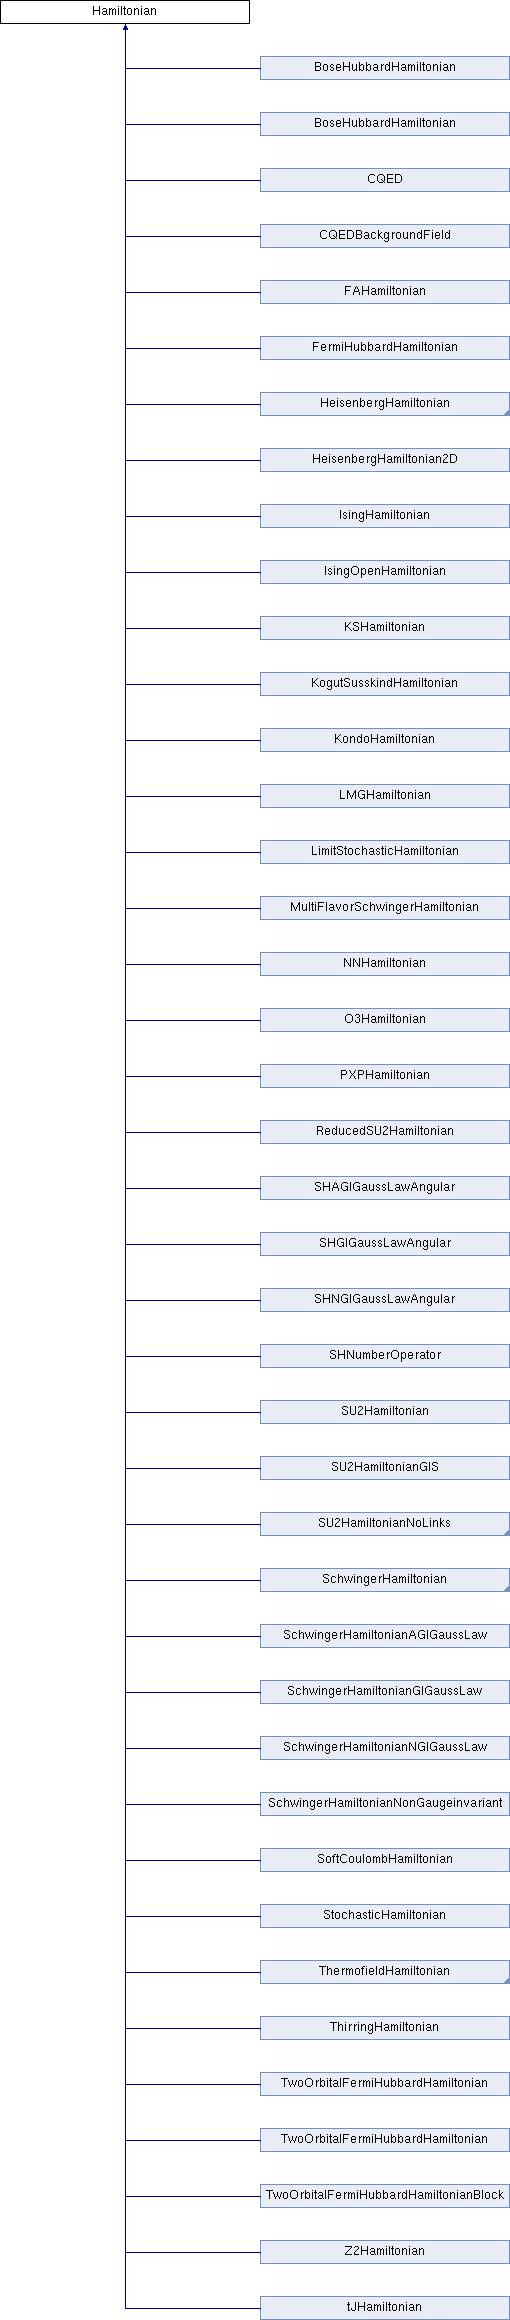 Hamiltonian
BoseHubbardHamiltonian
BoseHubbardHamiltonian
CQED
CQEDBackgroundField
FAHamiltonian
FermiHubbardHamiltonian
HeisenbergHamiltonian
HeisenbergHamiltonian2D
IsingHamiltonian
IsingOpenHamiltonian
KSHamiltonian
KogutSusskindHamiltonian
KondoHamiltonian
LMGHamiltonian
LimitStochasticHamiltonian
MultiFlavorSchwingerHamiltonian
NNHamiltonian
O3Hamiltonian
PXPHamiltonian
ReducedSU2Hamiltonian
SHAGIGaussLawAngular
SHGIGaussLawAngular
SHNGIGaussLawAngular
SHNumberOperator
SU2Hamiltonian
SU2HamiltonianGIS
SU2HamiltonianNoLinks
SchwingerHamiltonian
SchwingerHamiltonianAGIGaussLaw
SchwingerHamiltonianGIGaussLaw
SchwingerHamiltonianNGIGaussLaw
SchwingerHamiltonianNonGaugeinvariant
SoftCoulombHamiltonian
StochasticHamiltonian
ThermofieldHamiltonian
ThirringHamiltonian
TwoOrbitalFermiHubbardHamiltonian
TwoOrbitalFermiHubbardHamiltonian
TwoOrbitalFermiHubbardHamiltonianBlock
Z2Hamiltonian
tJHamiltonian